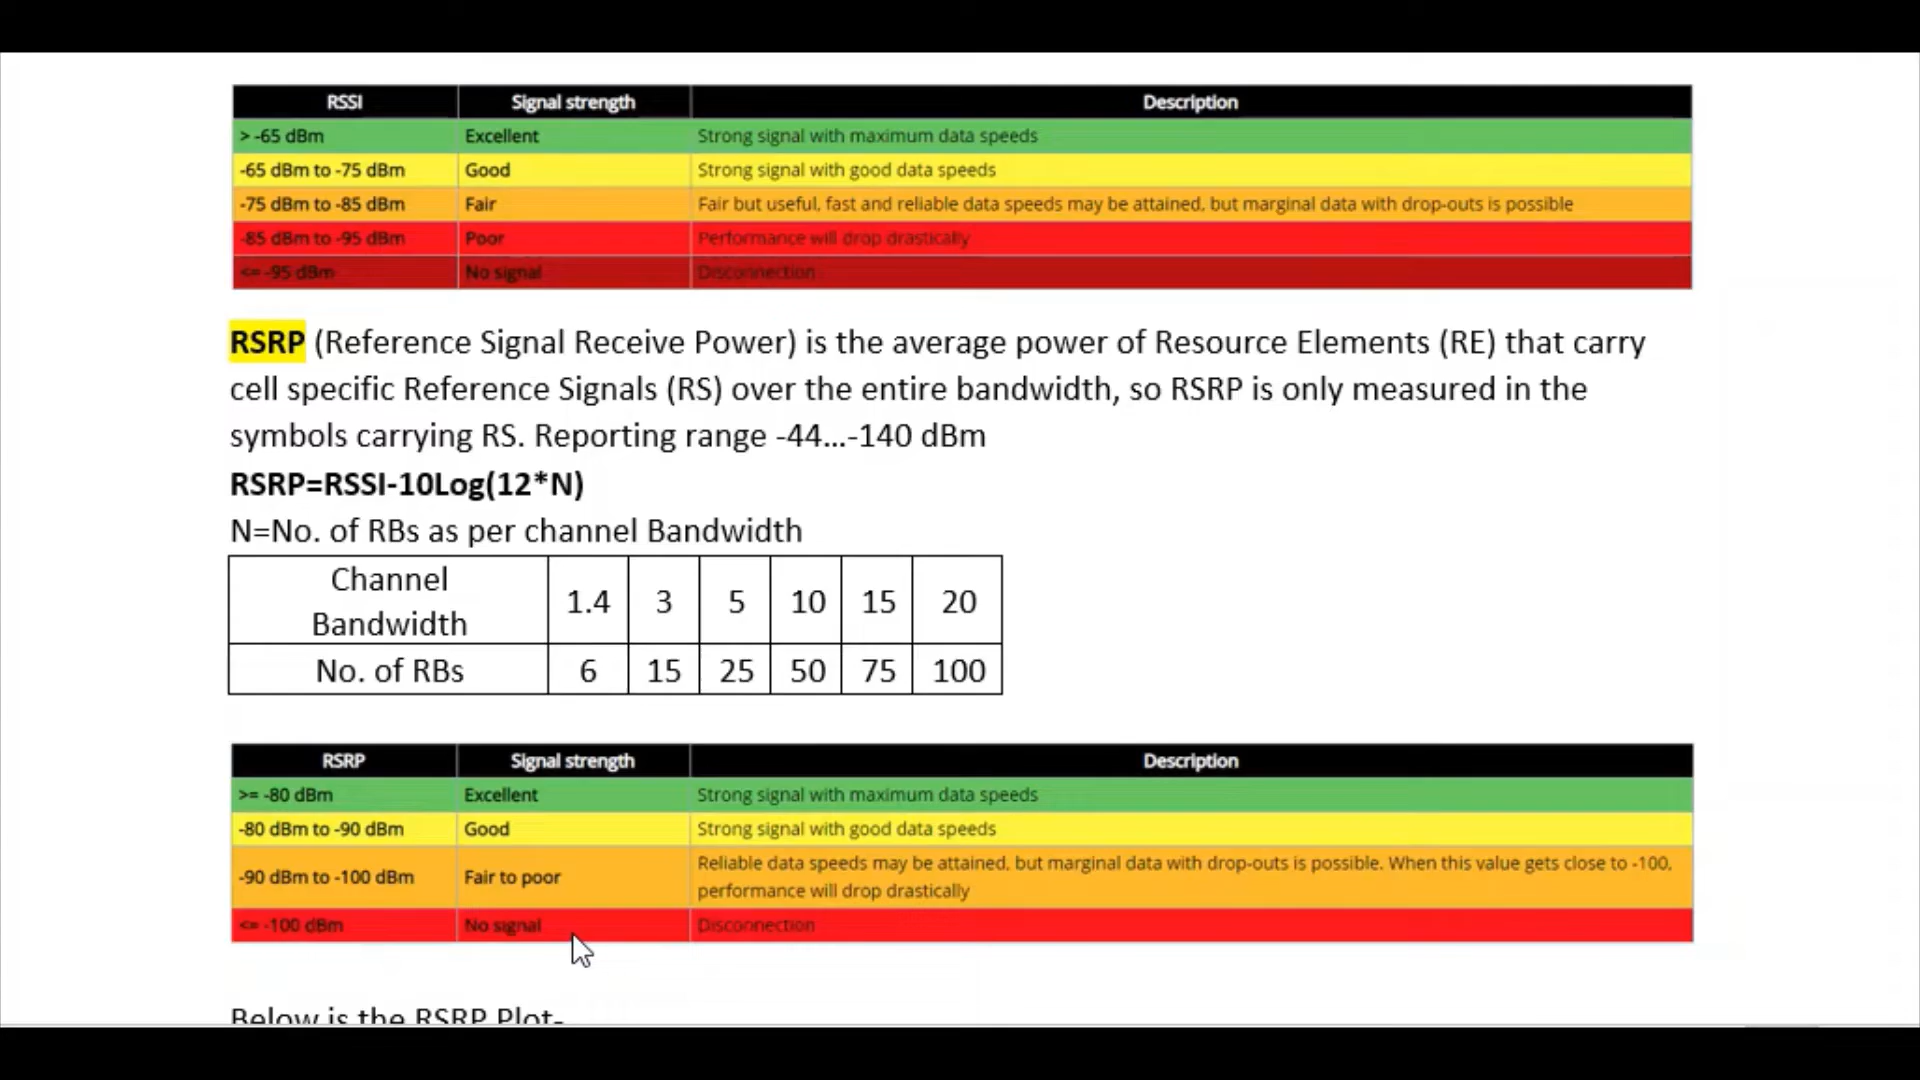 RSSI Signal strength Description
> -65 dBm Excellent Strong signal with maximum data speeds
-65 dBm to -75 dBm Good Strong signal with good data speeds
-75 dBm to -85 dBm Fair Fair but useful, fast and reliable data speeds may be attained, but marginal data with drop-outs is possible
-85 dBm to -95 dBm Poor Performance will drop drastically
<= -95 dBm No signal Disconnection
RSRP (Reference Signal Receive Power) is the average power of Resource Elements (RE) that carry
cell specific Reference Signals (RS) over the entire bandwidth, so RSRP is only measured in the
symbols carrying RS. Reporting range -44...-140 dBm
RSRP=RSSI-10Log(12*N)
N=No. of RBs as per channel Bandwidth
Channel
Bandwidth 1.4 3 5 10 15 20
No. of RBs 6 15 25 50 75 100
RSRP Signal strength Description
>= -80 dBm Excellent Strong signal with maximum data speeds
-80 dBm to -90 dBm Good Strong signal with good data speeds
-90 dBm to -100 dBm Fair to poor Reliable data speeds may be attained, but marginal data with drop-outs is possible. When this value gets close to -100,
performance will drop drastically
<= -100 dBm No signal Disconnection
Below is the RSRP Plot-